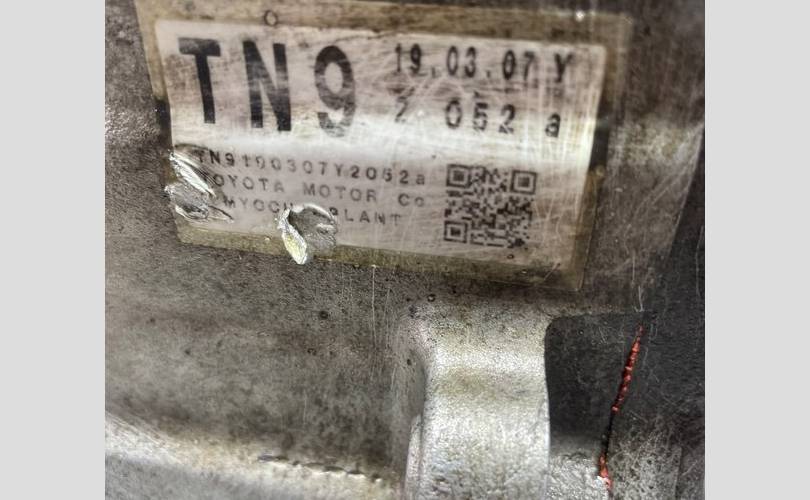 TN9
19.03.07 Y
2 052 a
TN9190307Y2052a
TOYOTA MOTOR Co
PLANT